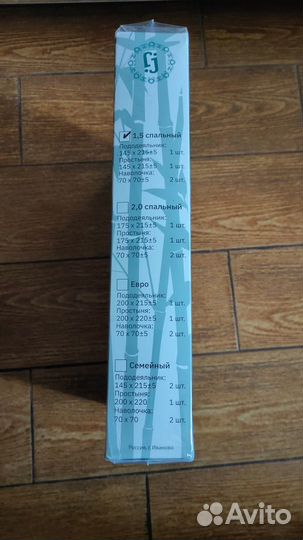 1,5 спальный
Пододеяльник:
145 x 215±5 1 шт.
Простыня:
145 x 215±5 1 шт.
Наволочка:
70 x 70±5 2 шт.
2,0 спальный
Пододеяльник:
175 x 215±5 1 шт.
Простыня:
175 x 215±5 1 шт.
Наволочка:
70 x 70±5 2 шт.
Евро
Пододеяльник:
200 x 215±5 1 шт.
Простыня:
200 x 220±5 1 шт.
Наволочка:
70 x 70±5 2 шт.
Семейный
Пододеяльник:
145 x 215±5 2 шт.
Простыня:
200 x 220 1 шт.
Наволочка:
70 x 70 2 шт.
Россия, г. Иваново
Avito